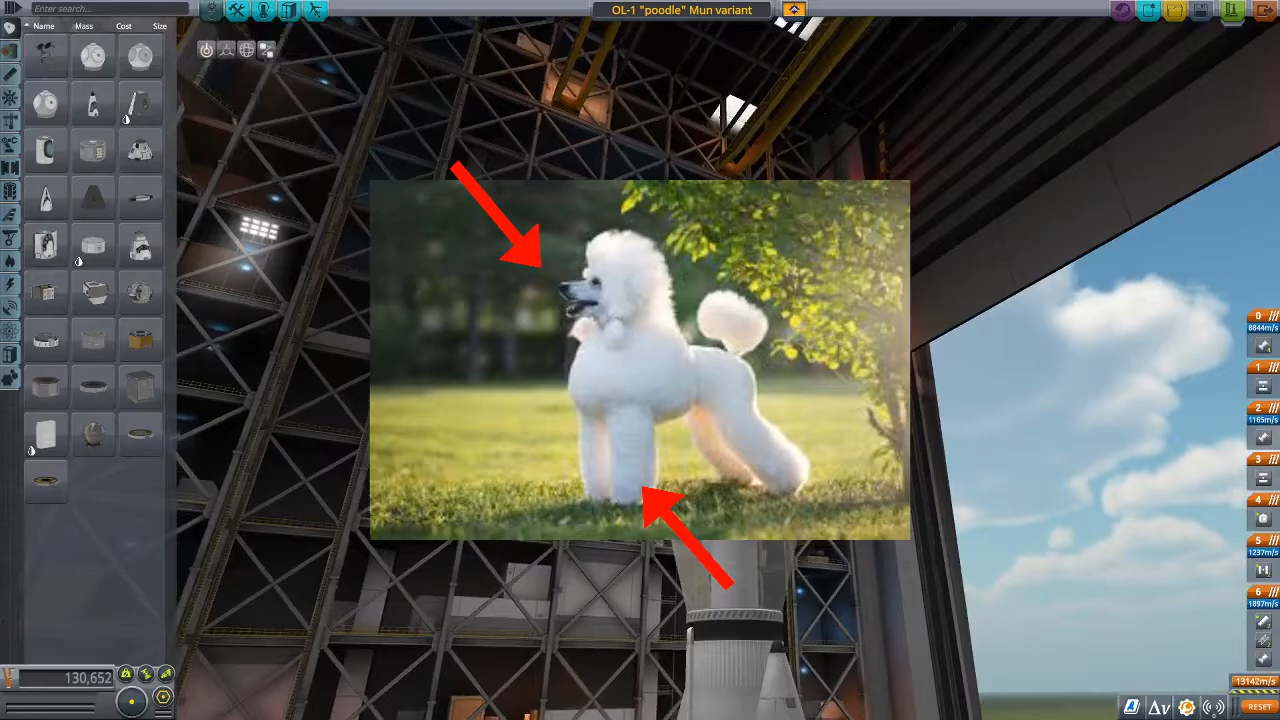 Enter search...
OL-1 "poodle" Mun variant
Name Mass Cost Size
0
8844m/s
1
2
1165m/s
3
4
5
1237m/s
6
1897m/s
13142m/s
130,652
Δv
RESET